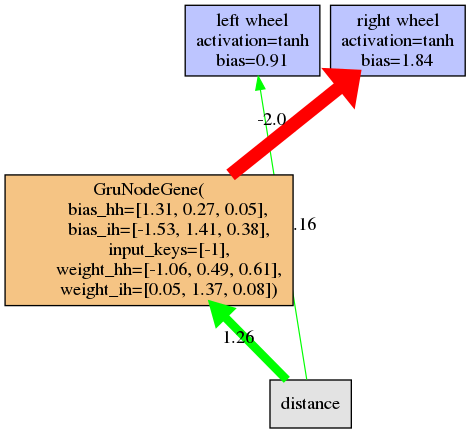 left wheel
activation=tanh
bias=0.91
right wheel
activation=tanh
bias=1.84
-2.0
GruNodeGene(
bias_hh=[1.31, 0.27, 0.05],
bias_ih=[-1.53, 1.41, 0.38],
input_keys=[-1],
weight_hh=[-1.06, 0.49, 0.61],
weight_ih=[0.05, 1.37, 0.08])
.16
1.26
distance